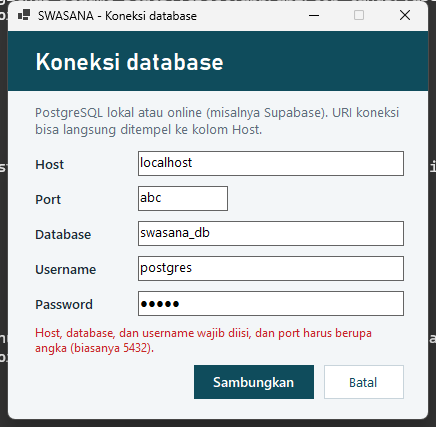 SWASANA - Koneksi database
Koneksi database
PostgreSQL lokal atau online (misalnya Supabase). URI koneksi
bisa langsung ditempel ke kolom Host.
Host localhost
Port abc
Database swasana_db
Username postgres
Password ●●●●●
Host, database, dan username wajib diisi, dan port harus berupa
angka (biasanya 5432).
Sambungkan Batal